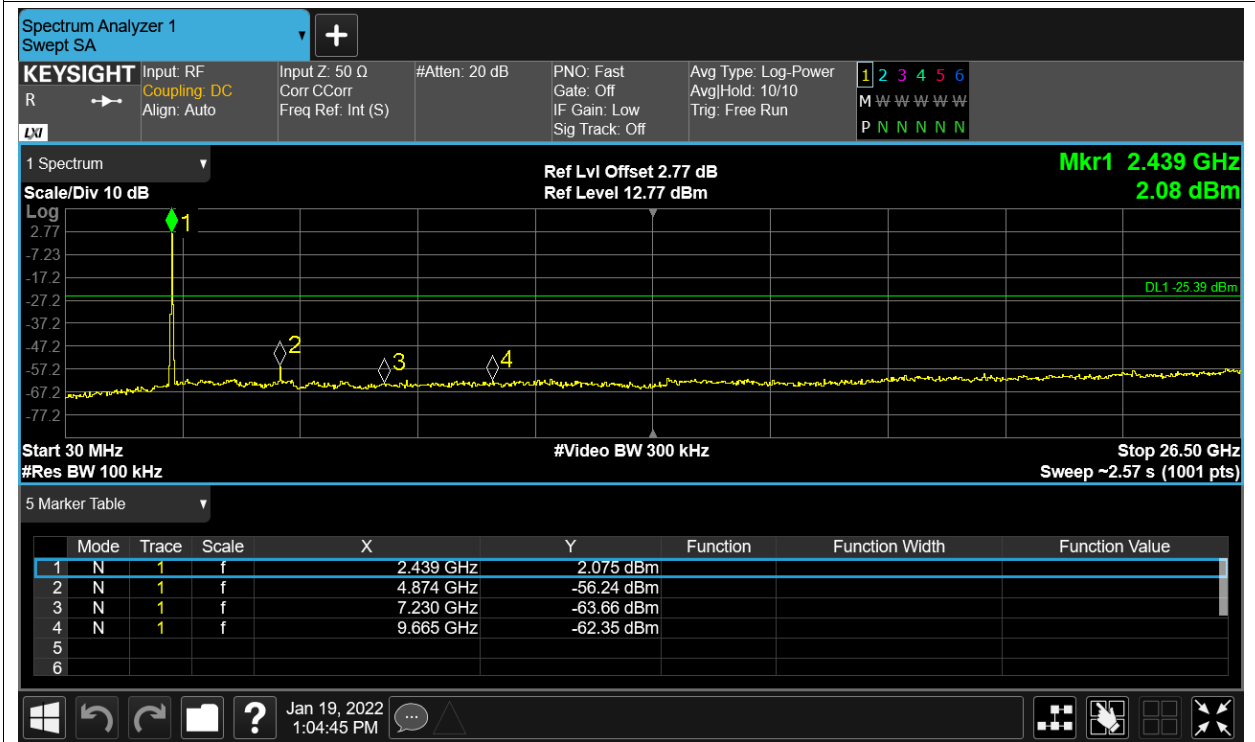 Spectrum Analyzer 1
Swept SA
+
KEYSIGHT
R
LXI
Input: RF
Coupling: DC
Align: Auto
Input Z: 50 Ω
Corr CCorr
Freq Ref: Int (S)
#Atten: 20 dB
PNO: Fast
Gate: Off
IF Gain: Low
Sig Track: Off
Avg Type: Log-Power
Avg|Hold: 10/10
Trig: Free Run
1 2 3 4 5 6
M W W W W W
P N N N N N
1 Spectrum
Scale/Div 10 dB
Ref Lvl Offset 2.77 dB
Ref Level 12.77 dBm
Mkr1 2.439 GHz
2.08 dBm
Log
2.77
-7.23
-17.2
-27.2
-37.2
-47.2
-57.2
-67.2
-77.2
1
2
3
4
DL1 -25.39 dBm
Start 30 MHz
#Res BW 100 kHz
#Video BW 300 kHz
Stop 26.50 GHz
Sweep ~2.57 s (1001 pts)
5 Marker Table
Mode Trace Scale X Y Function Function Width Function Value
1 N 1 f 2.439 GHz 2.075 dBm
2 N 1 f 4.874 GHz -56.24 dBm
3 N 1 f 7.230 GHz -63.66 dBm
4 N 1 f 9.665 GHz -62.35 dBm
5
6
?
Jan 19, 2022
1:04:45 PM